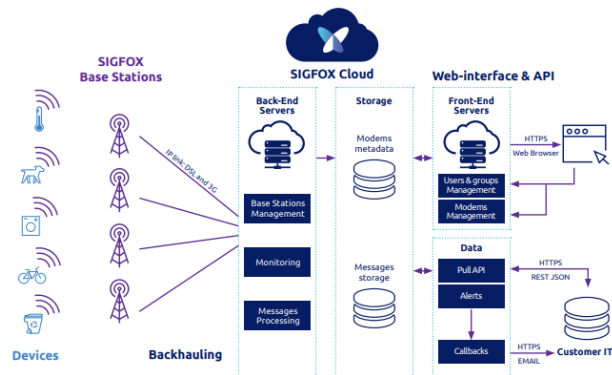 SIGFOX
Base Stations
SIGFOX Cloud
Web-interface & API
Back-End
Servers
Storage
Front-End
Servers
Modems
metadata
HTTPS
Web Browser
IP link: DSL and 3G
Users & groups
Management
Modems
Management
Base Stations
Management
Monitoring
Messages
Processing
Messages
storage
Data
Pull API
Alerts
Callbacks
HTTPS
REST JSON
HTTPS
EMAIL
Customer IT
Devices
Backhauling